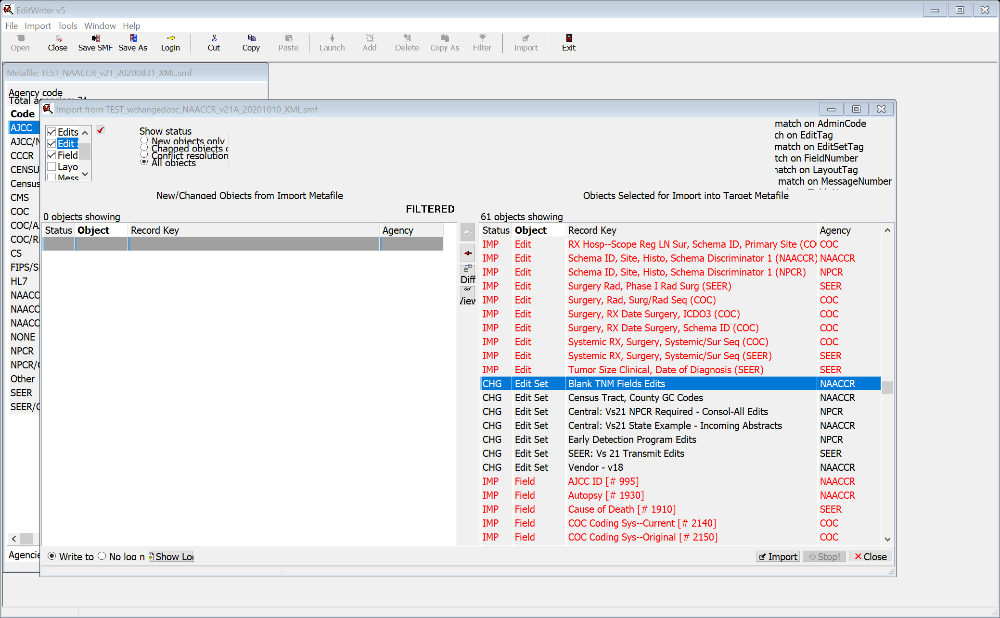 EditWriter v5
File Import Tools Window Help
Open Close Save SMF Save As Login Cut Copy Paste Launch Add Delete Copy As Filter Import Exit
Metafile: TEST_NAACCR_v21_20200831_XML.smf
Agency code
Total agencies: 21
Code
AJCC
AJCC/N
CCCR
CENSU
Census
CMS
COC
COC/A
COC/R
CS
FIPS/S
HL7
NAACC
NAACC
NAACC
NONE
NPCR
NPCR/C
Other
SEER
SEER/C
Agencie
Import from TEST_wchangedcoc_NAACCR_v21A_20201010_XML.smf
Edits
Edit S
Field
Layo
Mess
Show status
New objects only
Changed objects o
Conflict resolution
All objects
match on AdminCode
ch on EditTag
match on EditSetTag
tch on FieldNumber
match on LayoutTag
match on MessageNumber
New/Changed Objects from Import Metafile
Objects Selected for Import into Target Metafile
FILTERED
0 objects showing
61 objects showing
Status Object Record Key Agency
Diff
View
Status Object Record Key Agency
IMP Edit RX Hosp--Scope Reg LN Sur, Schema ID, Primary Site (CO COC
IMP Edit Schema ID, Site, Histo, Schema Discriminator 1 (NAACCR) NAACCR
IMP Edit Schema ID, Site, Histo, Schema Discriminator 1 (NPCR) NPCR
IMP Edit Surgery Rad, Phase I Rad Surg (SEER) SEER
IMP Edit Surgery, Rad, Surg/Rad Seq (COC) COC
IMP Edit Surgery, RX Date Surgery, ICDO3 (COC) COC
IMP Edit Surgery, RX Date Surgery, Schema ID (COC) COC
IMP Edit Systemic RX, Surgery, Systemic/Sur Seq (COC) COC
IMP Edit Systemic RX, Surgery, Systemic/Sur Seq (SEER) SEER
IMP Edit Tumor Size Clinical, Date of Diagnosis (SEER) SEER
CHG Edit Set Blank TNM Fields Edits NAACCR
CHG Edit Set Census Tract, County GC Codes NAACCR
CHG Edit Set Central: Vs21 NPCR Required - Consol-All Edits NPCR
CHG Edit Set Central: Vs21 State Example - Incoming Abstracts NAACCR
CHG Edit Set Early Detection Program Edits NPCR
CHG Edit Set SEER: Vs 21 Transmit Edits SEER
CHG Edit Set Vendor - v18 NAACCR
IMP Field AJCC ID [# 995] NAACCR
IMP Field Autopsy [# 1930] NAACCR
IMP Field Cause of Death [# 1910] SEER
IMP Field COC Coding Sys--Current [# 2140] COC
IMP Field COC Coding Sys--Original [# 2150] COC
Write to No log n Show Log
Import Stop! Close